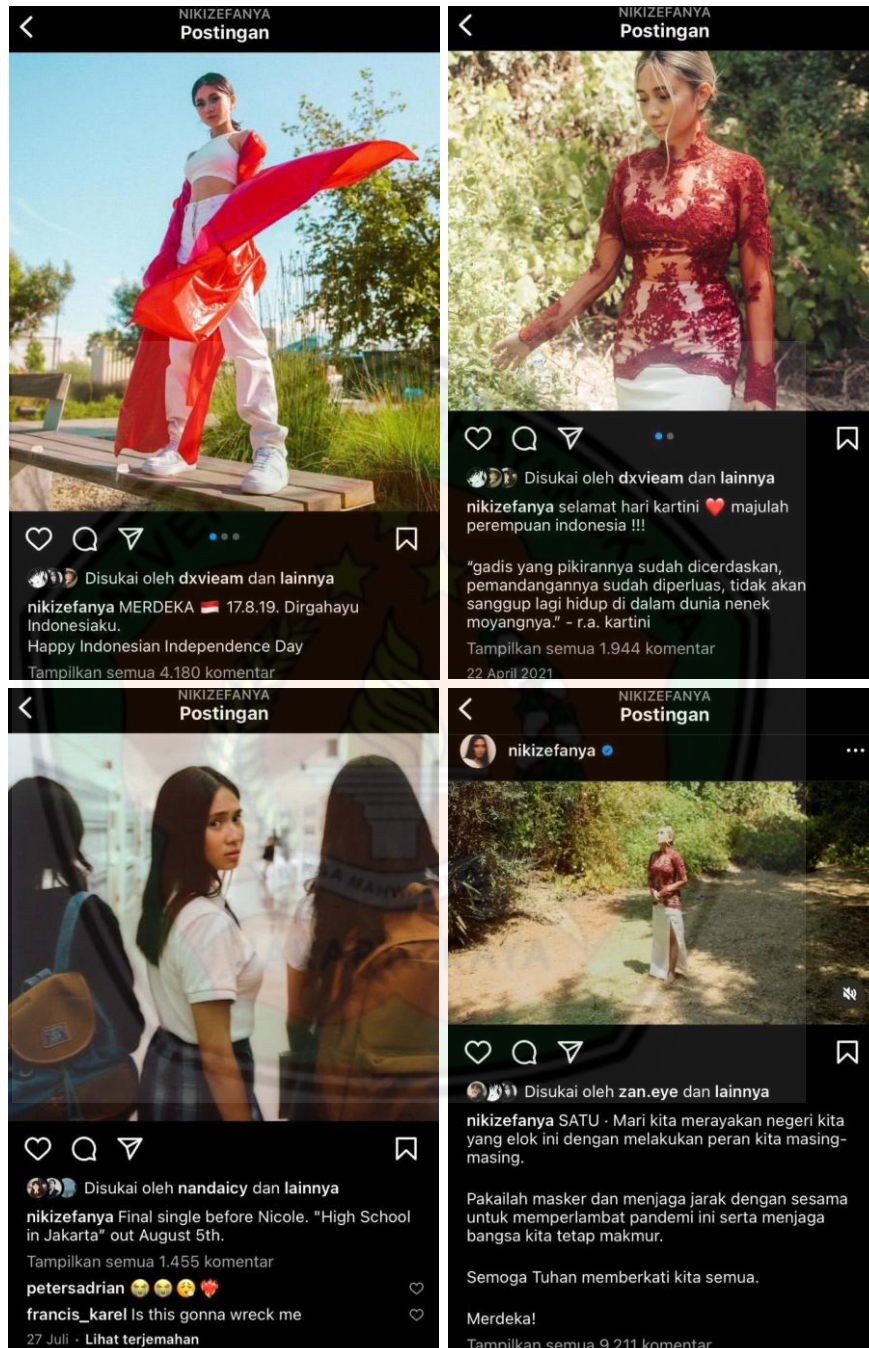 NIKIZEFANYA
Postingan
Disukai oleh dxvieam dan lainnya
nikizefanya MERDEKA 🇮🇩 17.8.19. Dirgahayu
Indonesiaku.
Happy Indonesian Independence Day
Tampilkan semua 4.180 komentar
NIKIZEFANYA
Postingan
Disukai oleh dxvieam dan lainnya
nikizefanya selamat hari kartini ❤️ majulah
perempuan indonesia !!!
“gadis yang pikirannya sudah dicerdaskan,
pemandangannya sudah diperluas, tidak akan
sanggup lagi hidup di dalam dunia nenek
moyangnya.” - r.a. kartini
Tampilkan semua 1.944 komentar
22 April 2021
NIKIZEFANYA
Postingan
Disukai oleh nandaicy dan lainnya
nikizefanya Final single before Nicole. "High School
in Jakarta” out August 5th.
Tampilkan semua 1.455 komentar
petersadrian 😭😭😮‍💨❤️‍🔥
francis_karel Is this gonna wreck me
27 Juli · Lihat terjemahan
NIKIZEFANYA
Postingan
nikizefanya
Disukai oleh zan.eye dan lainnya
nikizefanya SATU · Mari kita merayakan negeri kita
yang elok ini dengan melakukan peran kita masing-
masing.
Pakailah masker dan menjaga jarak dengan sesama
untuk memperlambat pandemi ini serta menjaga
bangsa kita tetap makmur.
Semoga Tuhan memberkati kita semua.
Merdeka!
Tampilkan semua 9.211 komentar